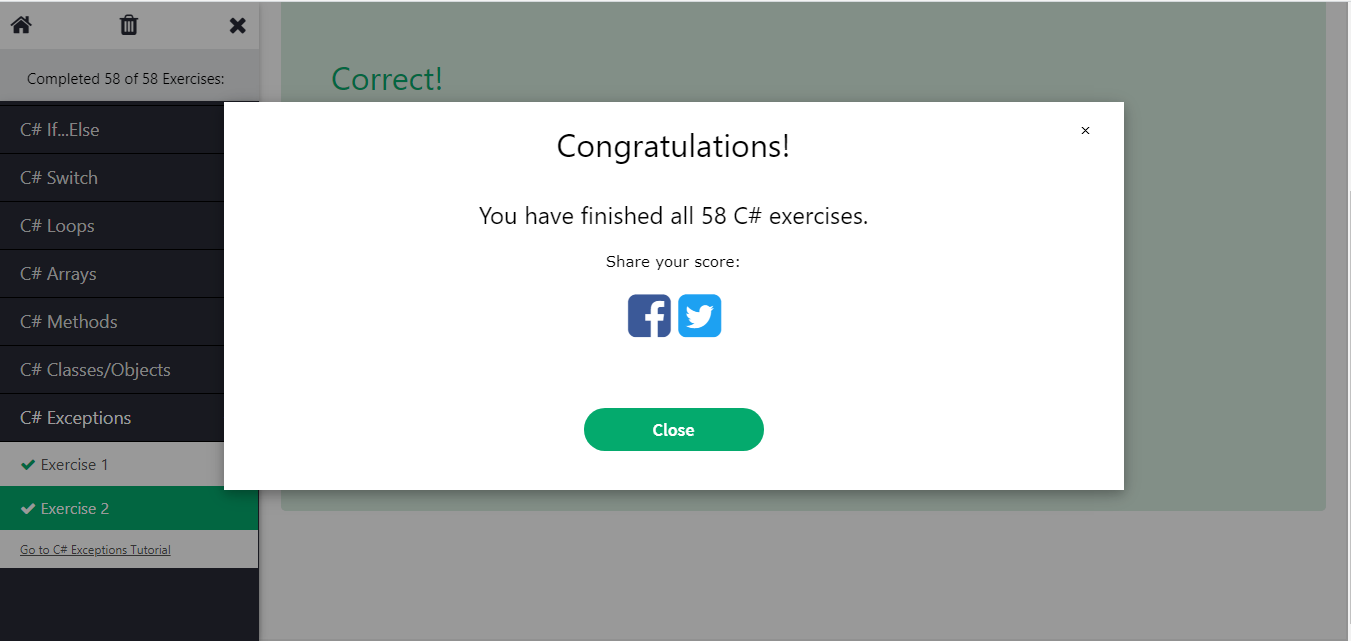 Completed 58 of 58 Exercises:
C# If...Else
C# Switch
C# Loops
C# Arrays
C# Methods
C# Classes/Objects
C# Exceptions
Exercise 1
Exercise 2
Go to C# Exceptions Tutorial
Correct!
Congratulations!
×
You have finished all 58 C# exercises.
Share your score:
Close